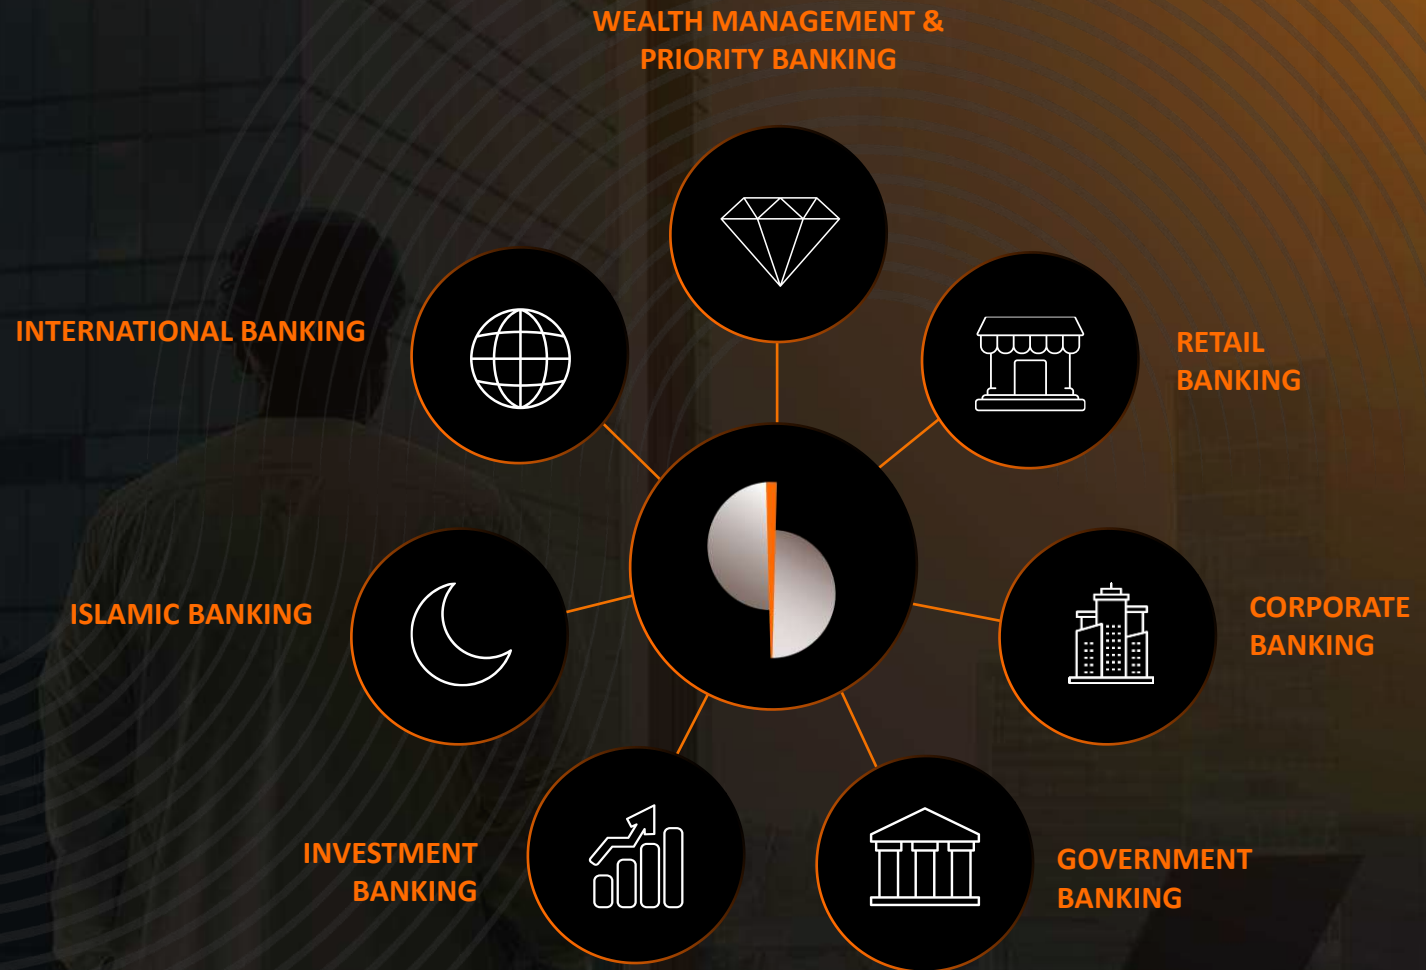 WEALTH MANAGEMENT &
PRIORITY BANKING
INTERNATIONAL BANKING
RETAIL
BANKING
ISLAMIC BANKING
CORPORATE
BANKING
INVESTMENT
BANKING
GOVERNMENT
BANKING